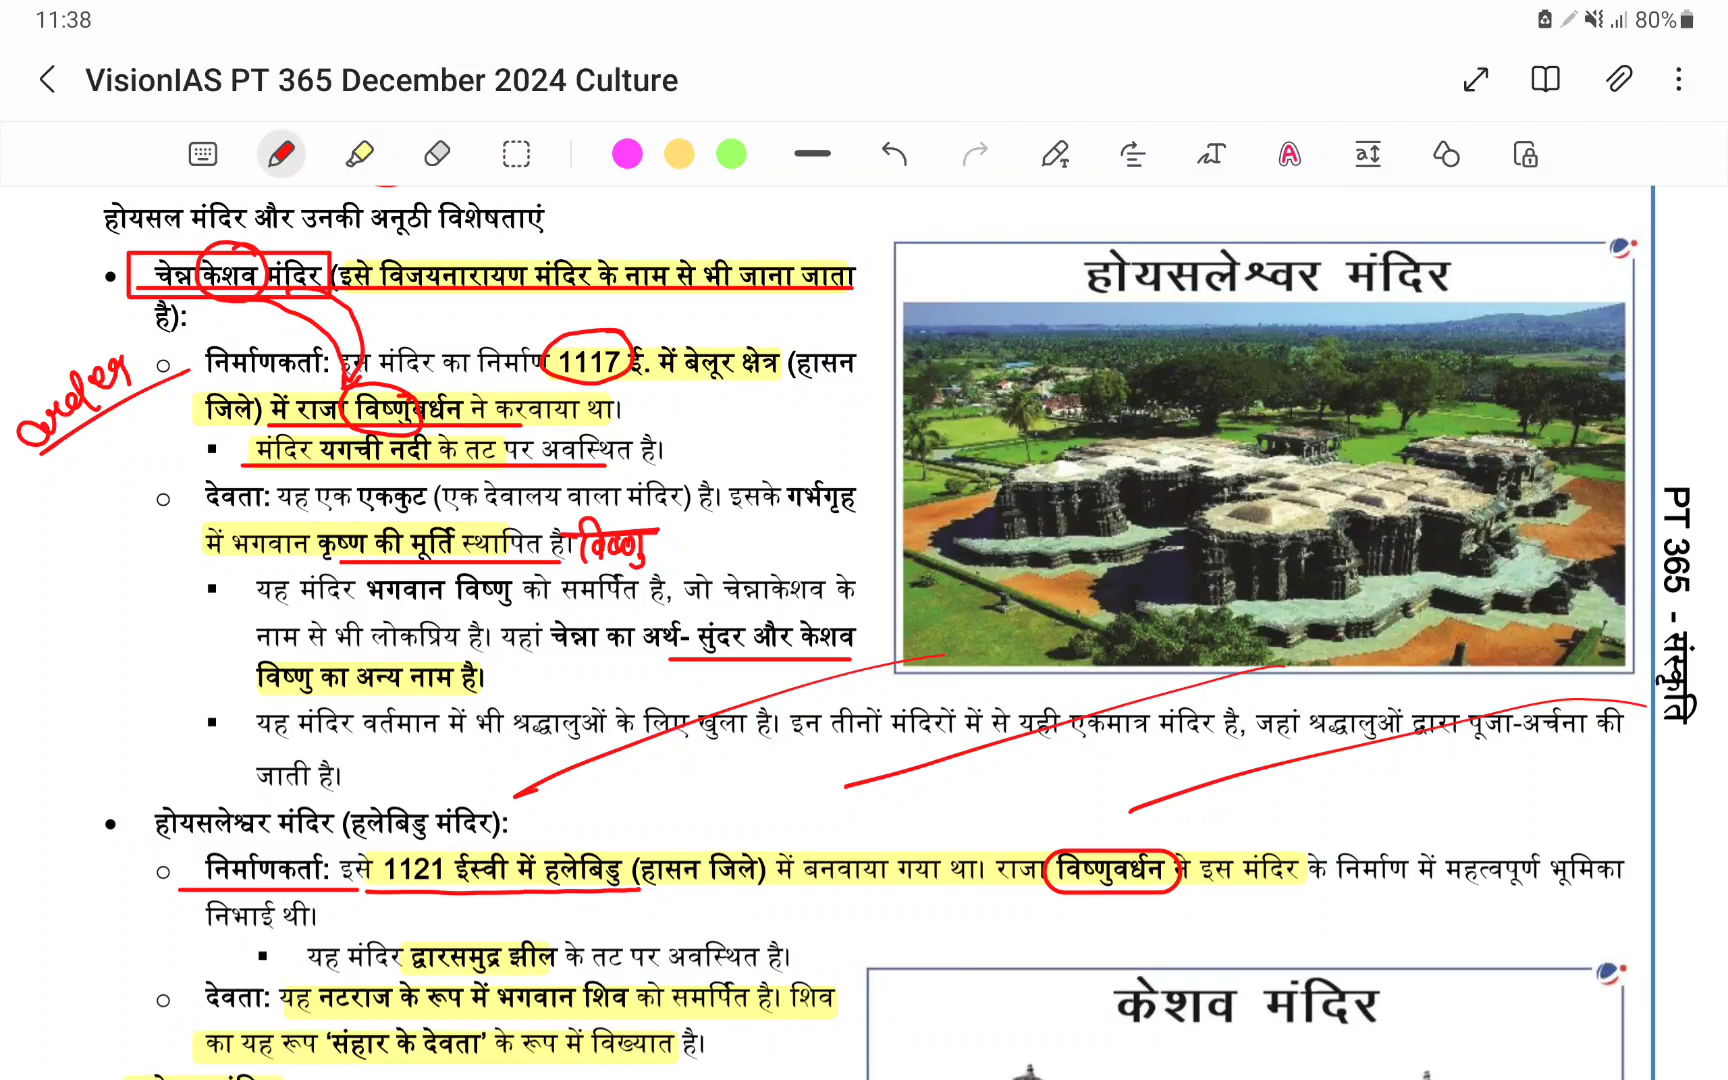 11:38
80%
VisionIAS PT 365 December 2024 Culture
होयसल मंदिर और उनकी अनूठी विशेषताएं
• चेन्ना केशव मंदिर (इसे विजयनारायण मंदिर के नाम से भी जाना जाता
है):
○ निर्माणकर्ता: इस मंदिर का निर्माण 1117 ई. में बेलूर क्षेत्र (हासन
जिले) में राजा विष्णुवर्धन ने करवाया था।
▪ मंदिर यगची नदी के तट पर अवस्थित है।
○ देवता: यह एक एककुट (एक देवालय वाला मंदिर) है। इसके गर्भगृह
में भगवान कृष्ण की मूर्ति स्थापित है। विष्णु
▪ यह मंदिर भगवान विष्णु को समर्पित है, जो चेन्नाकेशव के
नाम से भी लोकप्रिय है। यहां चेन्ना का अर्थ- सुंदर और केशव
विष्णु का अन्य नाम है।
▪ यह मंदिर वर्तमान में भी श्रद्धालुओं के लिए खुला है। इन तीनों मंदिरों में से यही एकमात्र मंदिर है, जहां श्रद्धालुओं द्वारा पूजा-अर्चना की
जाती है।
होयसलेश्वर मंदिर
• होयसलेश्वर मंदिर (हलेबिडु मंदिर):
○ निर्माणकर्ता: इसे 1121 ईस्वी में हलेबिडु (हासन जिले) में बनवाया गया था। राजा विष्णुवर्धन ने इस मंदिर के निर्माण में महत्वपूर्ण भूमिका
निभाई थी।
▪ यह मंदिर द्वारसमुद्र झील के तट पर अवस्थित है।
○ देवता: यह नटराज के रूप में भगवान शिव को समर्पित है। शिव
का यह रूप ‘संहार के देवता’ के रूप में विख्यात है।
केशव मंदिर
PT 365 - संस्कृति